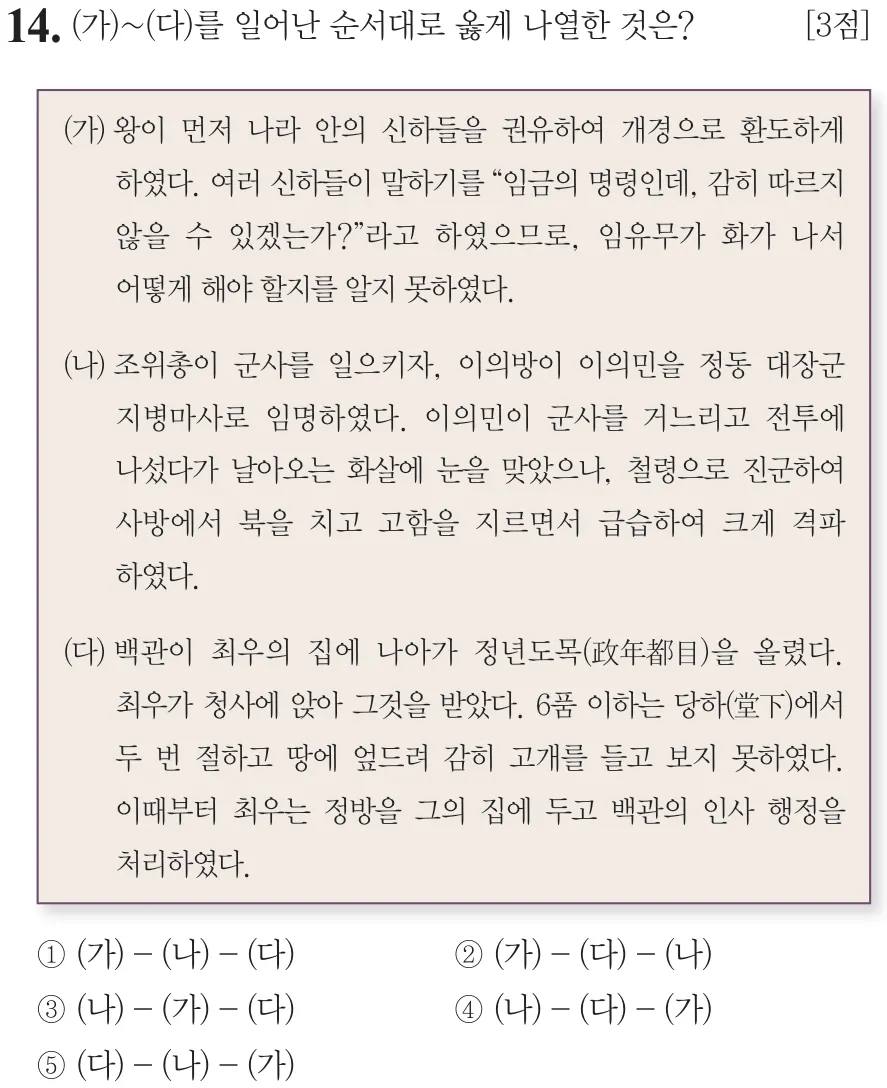 14. (가)~(다)를 일어난 순서대로 옳게 나열한 것은? [3점]
(가) 왕이 먼저 나라 안의 신하들을 권유하여 개경으로 환도하게
하였다. 여러 신하들이 말하기를 “임금의 명령인데, 감히 따르지
않을 수 있겠는가?”라고 하였으므로, 임유무가 화가 나서
어떻게 해야 할지를 알지 못하였다.
(나) 조위총이 군사를 일으키자, 이의방이 이의민을 정동 대장군
지병마사로 임명하였다. 이의민이 군사를 거느리고 전투에
나섰다가 날아오는 화살에 눈을 맞았으나, 철령으로 진군하여
사방에서 북을 치고 고함을 지르면서 급습하여 크게 격파
하였다.
(다) 백관이 최우의 집에 나아가 정년도목(政年都目)을 올렸다.
최우가 청사에 앉아 그것을 받았다. 6품 이하는 당하(堂下)에서
두 번 절하고 땅에 엎드려 감히 고개를 들고 보지 못하였다.
이때부터 최우는 정방을 그의 집에 두고 백관의 인사 행정을
처리하였다.
① (가) – (나) – (다) ② (가) – (다) – (나)
③ (나) – (가) – (다) ④ (나) – (다) – (가)
⑤ (다) – (나) – (가)